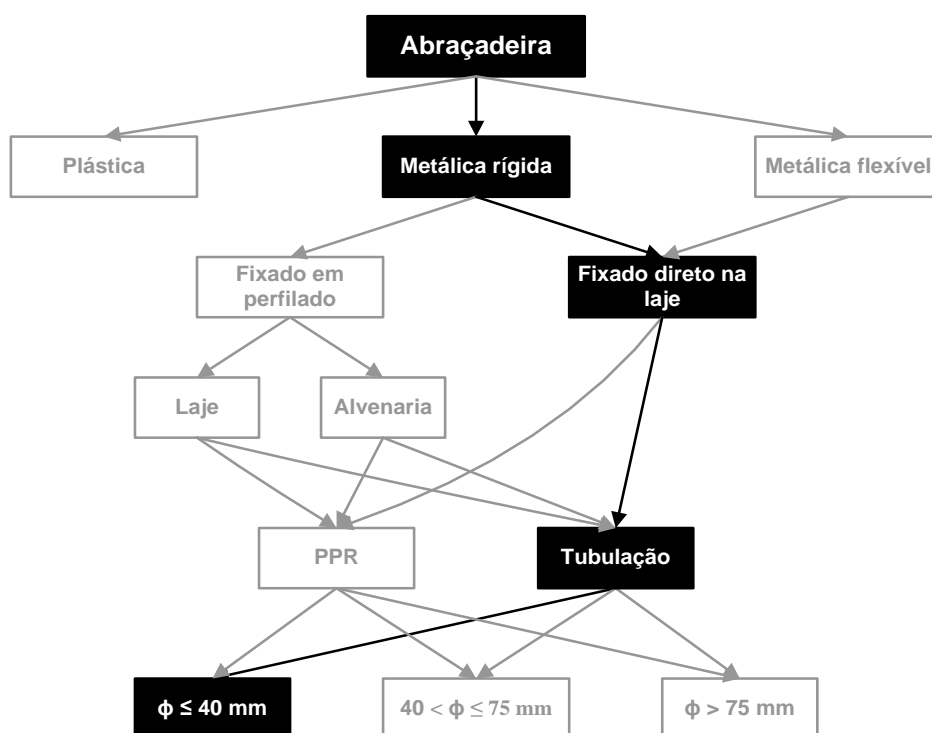 Abraçadeira
Plástica
Metálica rígida
Metálica flexível
Fixado em
perfilado
Fixado direto na
laje
Laje
Alvenaria
PPR
Tubulação
ϕ ≤ 40 mm
40 < ϕ ≤ 75 mm
ϕ > 75 mm